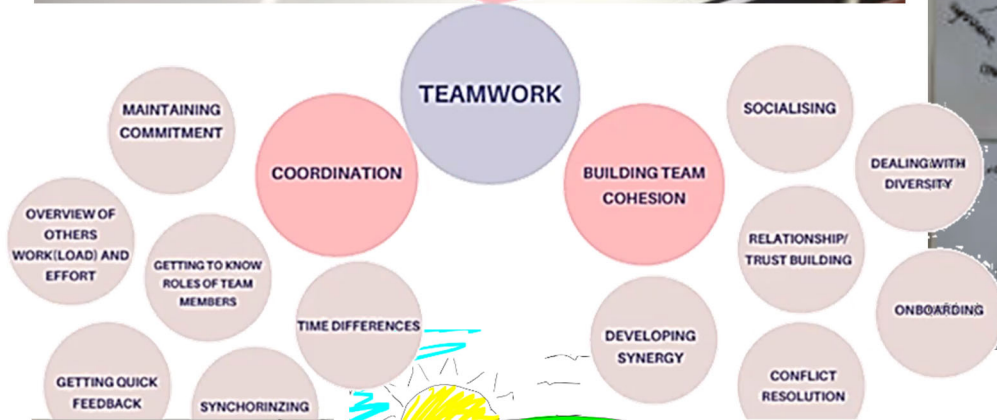 TEAMWORK
MAINTAINING
COMMITMENT
COORDINATION
OVERVIEW OF
OTHERS
WORK(LOAD) AND
EFFORT
GETTING TO KNOW
ROLES OF TEAM
MEMBERS
TIME DIFFERENCES
GETTING QUICK
FEEDBACK
SYNCHORINZING
SOCIALISING
BUILDING TEAM
COHESION
DEALING WITH
DIVERSITY
RELATIONSHIP/
TRUST BUILDING
ONBOARDING
DEVELOPING
SYNERGY
CONFLICT
RESOLUTION